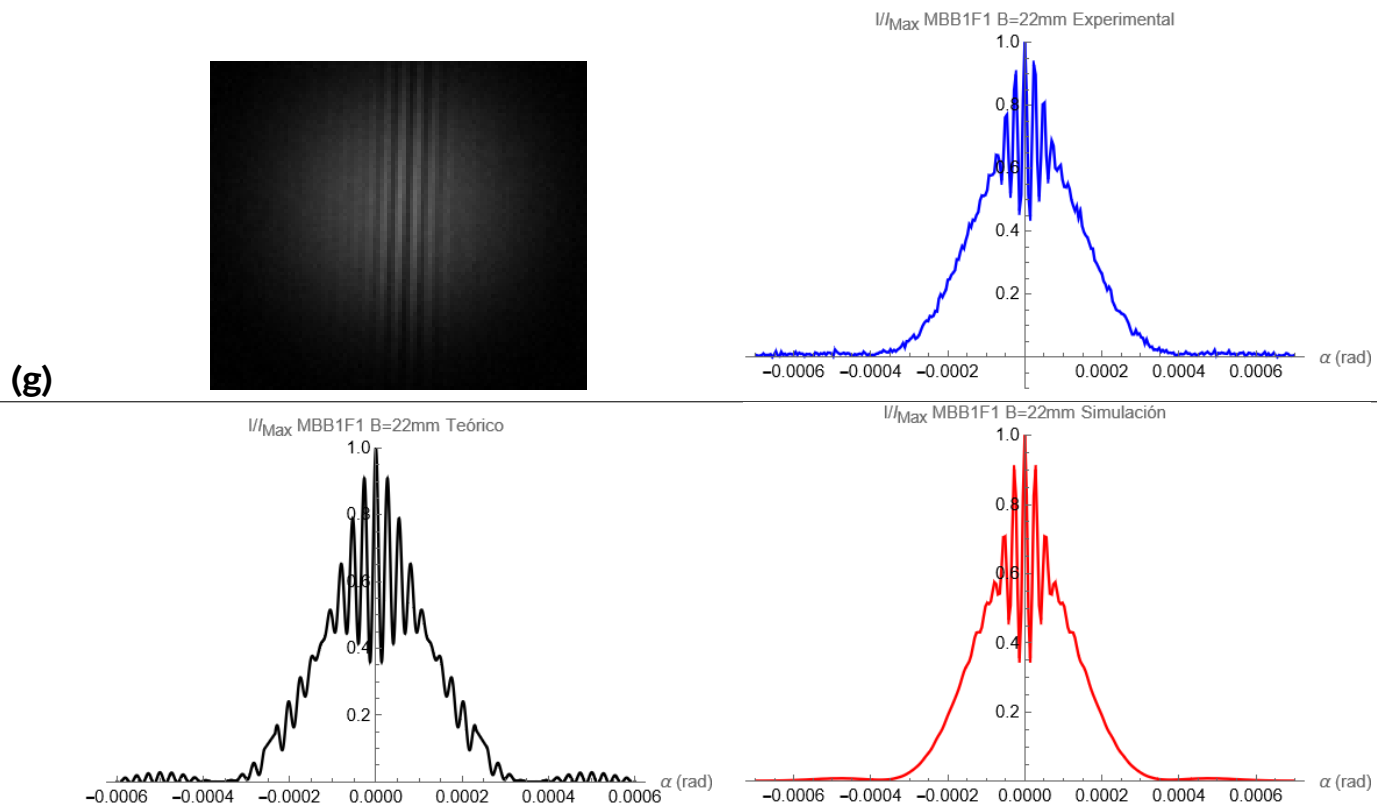 I/I_Max MBB1F1 B=22mm Experimental
1.0
0.8
0.6
0.4
0.2
−0.0006 −0.0004 −0.0002 0.0002 0.0004 0.0006
α (rad)
(g)
I/I_Max MBB1F1 B=22mm Teórico
1.0
0.8
0.6
0.4
0.2
−0.0006 −0.0004 −0.0002 0.0000 0.0002 0.0004 0.0006
α (rad)
I/I_Max MBB1F1 B=22mm Simulación
1.0
0.8
0.6
0.4
0.2
−0.0006 −0.0004 −0.0002 0.0000 0.0002 0.0004 0.0006
α (rad)